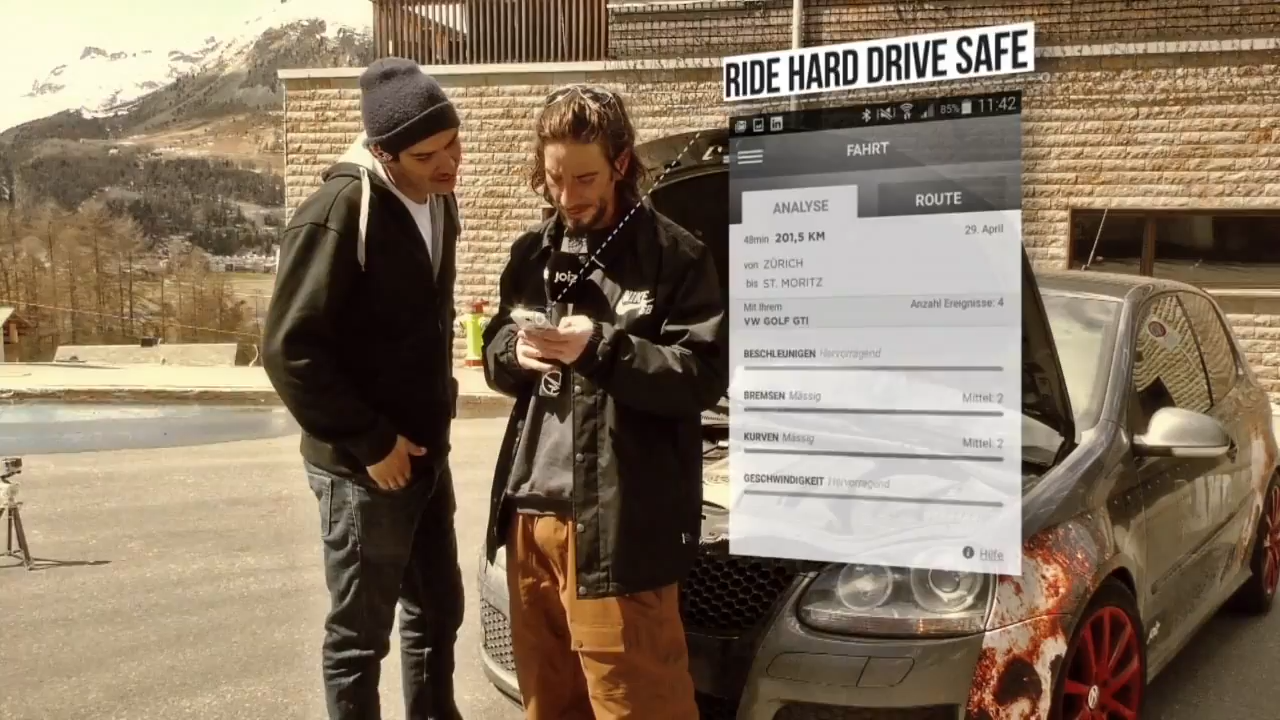 RIDE HARD DRIVE SAFE
85% 11:42
FAHRT
ANALYSE
ROUTE
48min 201,5 KM
29. April
von ZÜRICH
bis ST. MORITZ
Mit Ihrem
Anzahl Ereignisse: 4
VW GOLF GTI
BESCHLEUNIGEN Hervorragend
BREMSEN Mässig
Mittel: 2
KURVEN Mässig
Mittel: 2
GESCHWINDIGKEIT Hervorragend
Hilfe
joiz
NIKE